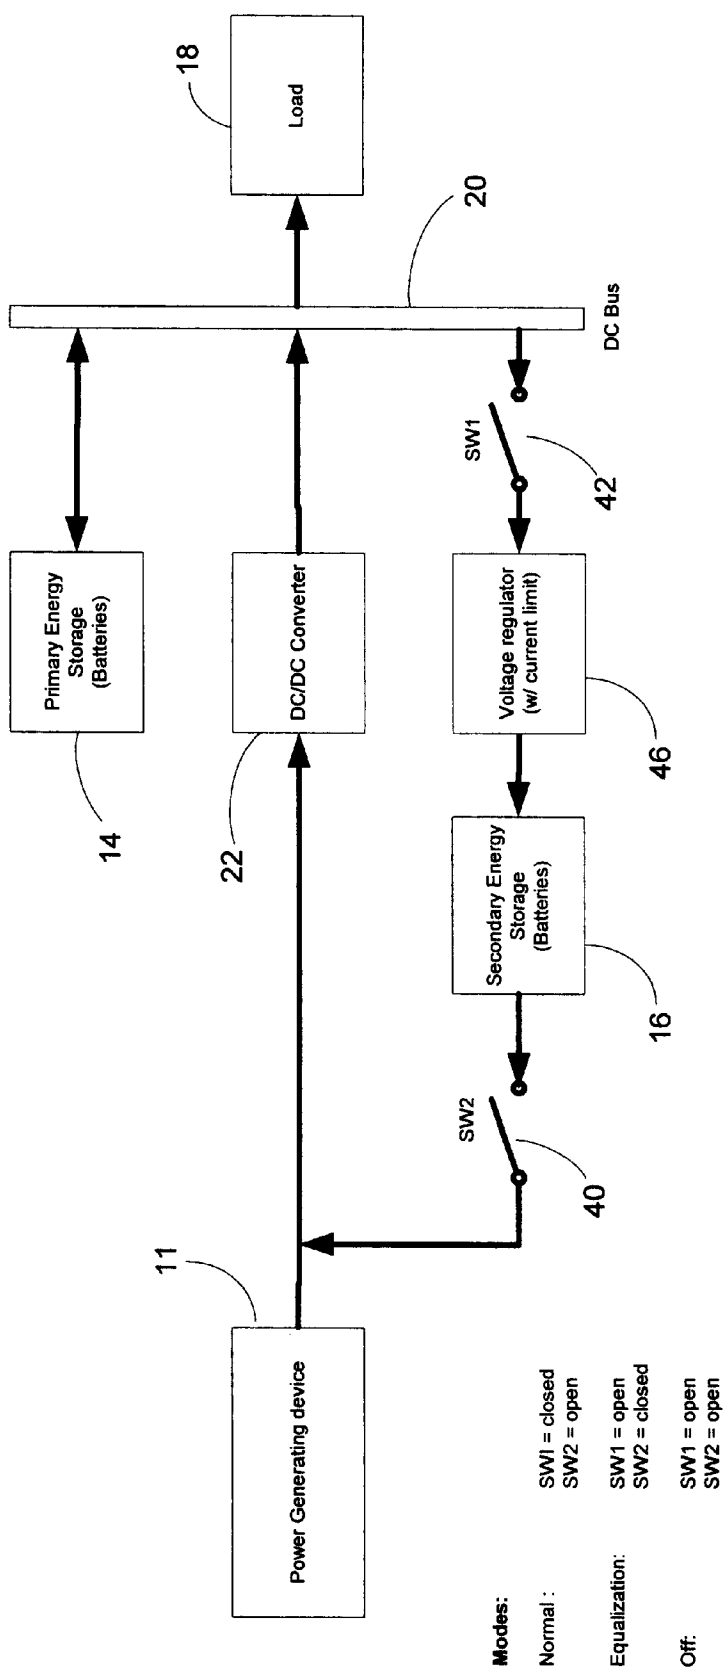 18
Load
20
DC Bus
Primary Energy
Storage
(Batteries)
14
DC/DC Converter
22
SW1
42
Voltage regulator
(w/ current limit)
46
Secondary Energy
Storage
(Batteries)
16
SW2
40
11
Power Generating device
Modes:
Normal :
SWI = closed
SW2 = open
Equalization:
SW1 = open
SW2 = closed
Off:
SW1 = open
SW2 = open